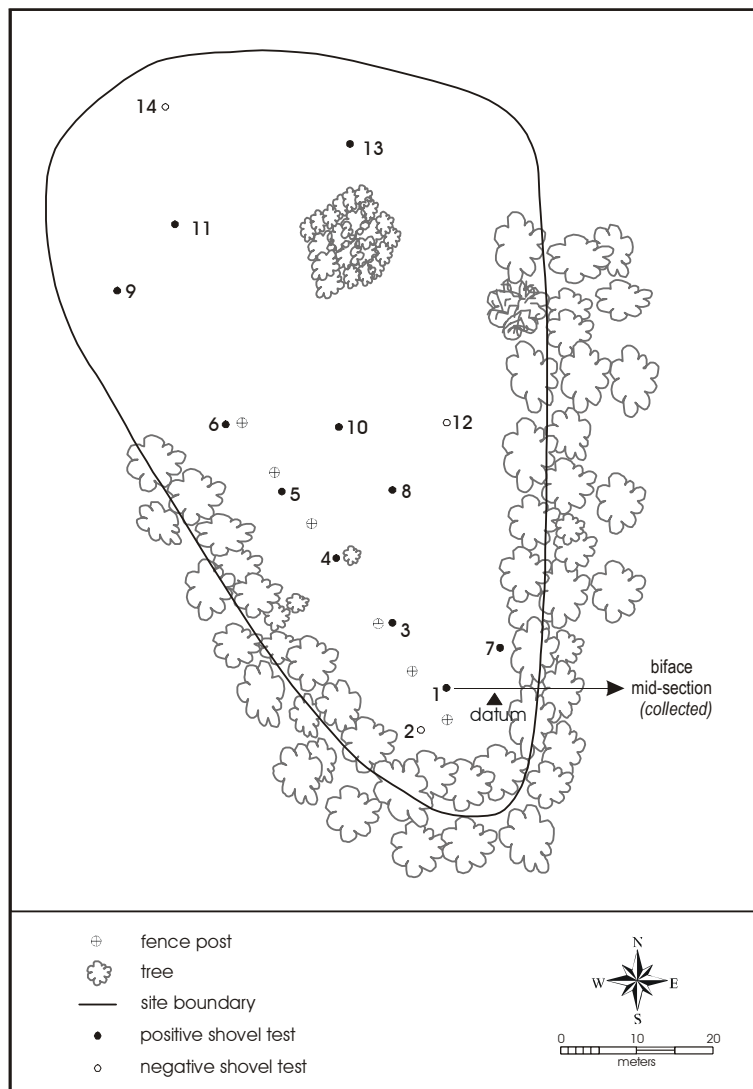 14
13
11
9
6
10
12
5
8
4
3
7
1
biface
mid-section
(collected)
datum
2
fence post
tree
site boundary
positive shovel test
negative shovel test
N
W
E
S
0
10
20
meters